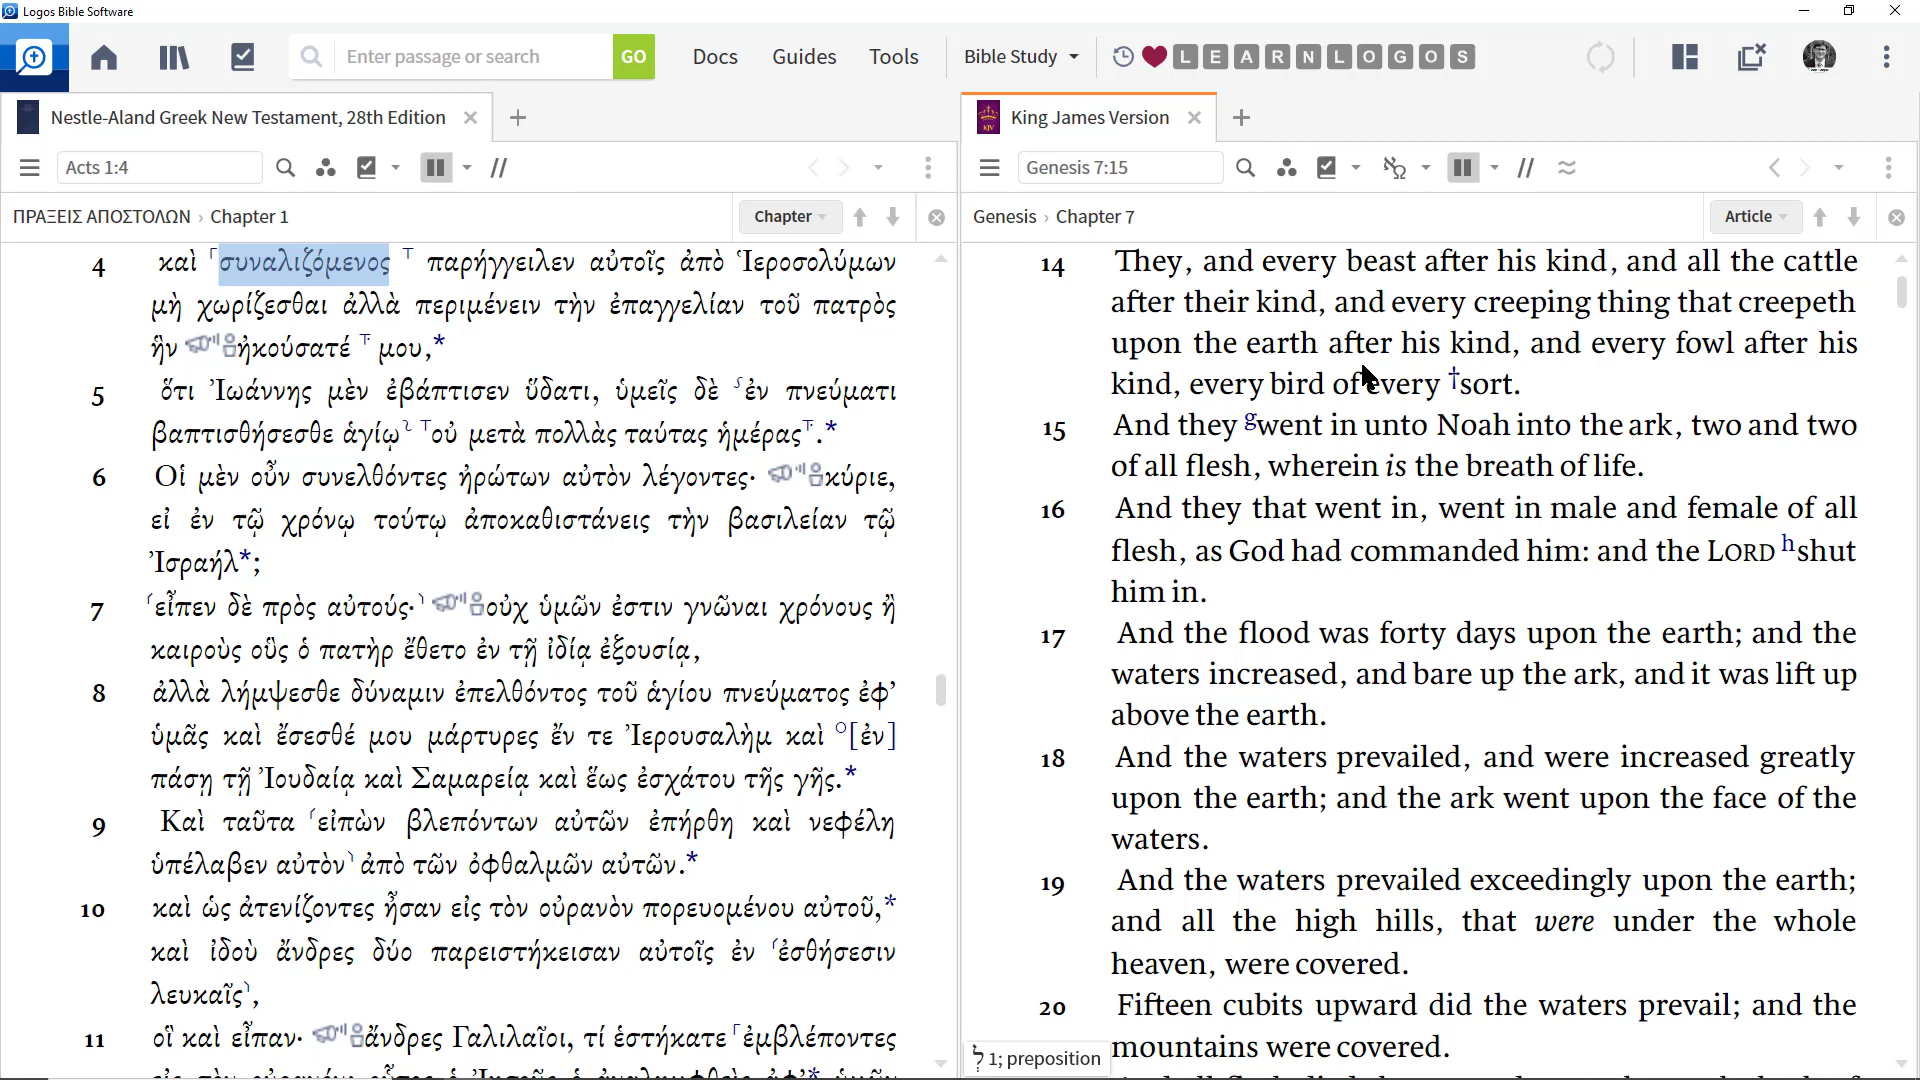 Logos Bible Software
Enter passage or search
GO
Docs
Guides
Tools
Bible Study
L E A R N L O G O S
Nestle-Aland Greek New Testament, 28th Edition
Acts 1:4
ΠΡΑΞΕΙΣ ΑΠΟΣΤΟΛΩΝ › Chapter 1
Chapter
4 καὶ ⸀συναλιζόμενος ⸆ παρήγγειλεν αὐτοῖς ἀπὸ Ἱεροσολύμων
μὴ χωρίζεσθαι ἀλλὰ περιμένειν τὴν ἐπαγγελίαν τοῦ πατρὸς
ἣν ἠκούσατέ ⸇ μου,*
5 ὅτι Ἰωάννης μὲν ἐβάπτισεν ὕδατι, ὑμεῖς δὲ ⸉ἐν πνεύματι
βαπτισθήσεσθε ἁγίῳ⸊ ⸆οὐ μετὰ πολλὰς ταύτας ἡμέρας⸇.*
6 Οἱ μὲν οὖν συνελθόντες ἠρώτων αὐτὸν λέγοντες· κύριε,
εἰ ἐν τῷ χρόνῳ τούτῳ ἀποκαθιστάνεις τὴν βασιλείαν τῷ
Ἰσραήλ*;
7 ⸂εἶπεν δὲ πρὸς αὐτούς·⸃ οὐχ ὑμῶν ἐστιν γνῶναι χρόνους ἢ
καιροὺς οὓς ὁ πατὴρ ἔθετο ἐν τῇ ἰδίᾳ ἐξουσίᾳ,
8 ἀλλὰ λήμψεσθε δύναμιν ἐπελθόντος τοῦ ἁγίου πνεύματος ἐφ’
ὑμᾶς καὶ ἔσεσθέ μου μάρτυρες ἔν τε Ἰερουσαλὴμ καὶ ⸋[ἐν]
πάσῃ τῇ Ἰουδαίᾳ καὶ Σαμαρείᾳ καὶ ἕως ἐσχάτου τῆς γῆς.*
9 Καὶ ταῦτα ⸂εἰπὼν βλεπόντων αὐτῶν ἐπήρθη καὶ νεφέλη
ὑπέλαβεν αὐτὸν⸃ ἀπὸ τῶν ὀφθαλμῶν αὐτῶν.*
10 καὶ ὡς ἀτενίζοντες ἦσαν εἰς τὸν οὐρανὸν πορευομένου αὐτοῦ,*
καὶ ἰδοὺ ἄνδρες δύο παρειστήκεισαν αὐτοῖς ἐν ⸂ἐσθήσεσιν
λευκαῖς⸃,
11 οἳ καὶ εἶπαν· ἄνδρες Γαλιλαῖοι, τί ἑστήκατε ⸀ἐμβλέποντες
King James Version
Genesis 7:15
Genesis › Chapter 7
Article
14 They, and every beast after his kind, and all the cattle
after their kind, and every creeping thing that creepeth
upon the earth after his kind, and every fowl after his
kind, every bird of every †sort.
15 And they gwent in unto Noah into the ark, two and two
of all flesh, wherein is the breath of life.
16 And they that went in, went in male and female of all
flesh, as God had commanded him: and the LORD hshut
him in.
17 And the flood was forty days upon the earth; and the
waters increased, and bare up the ark, and it was lift up
above the earth.
18 And the waters prevailed, and were increased greatly
upon the earth; and the ark went upon the face of the
waters.
19 And the waters prevailed exceedingly upon the earth;
and all the high hills, that were under the whole
heaven, were covered.
20 Fifteen cubits upward did the waters prevail; and the
mountains were covered.
לְ 1; preposition